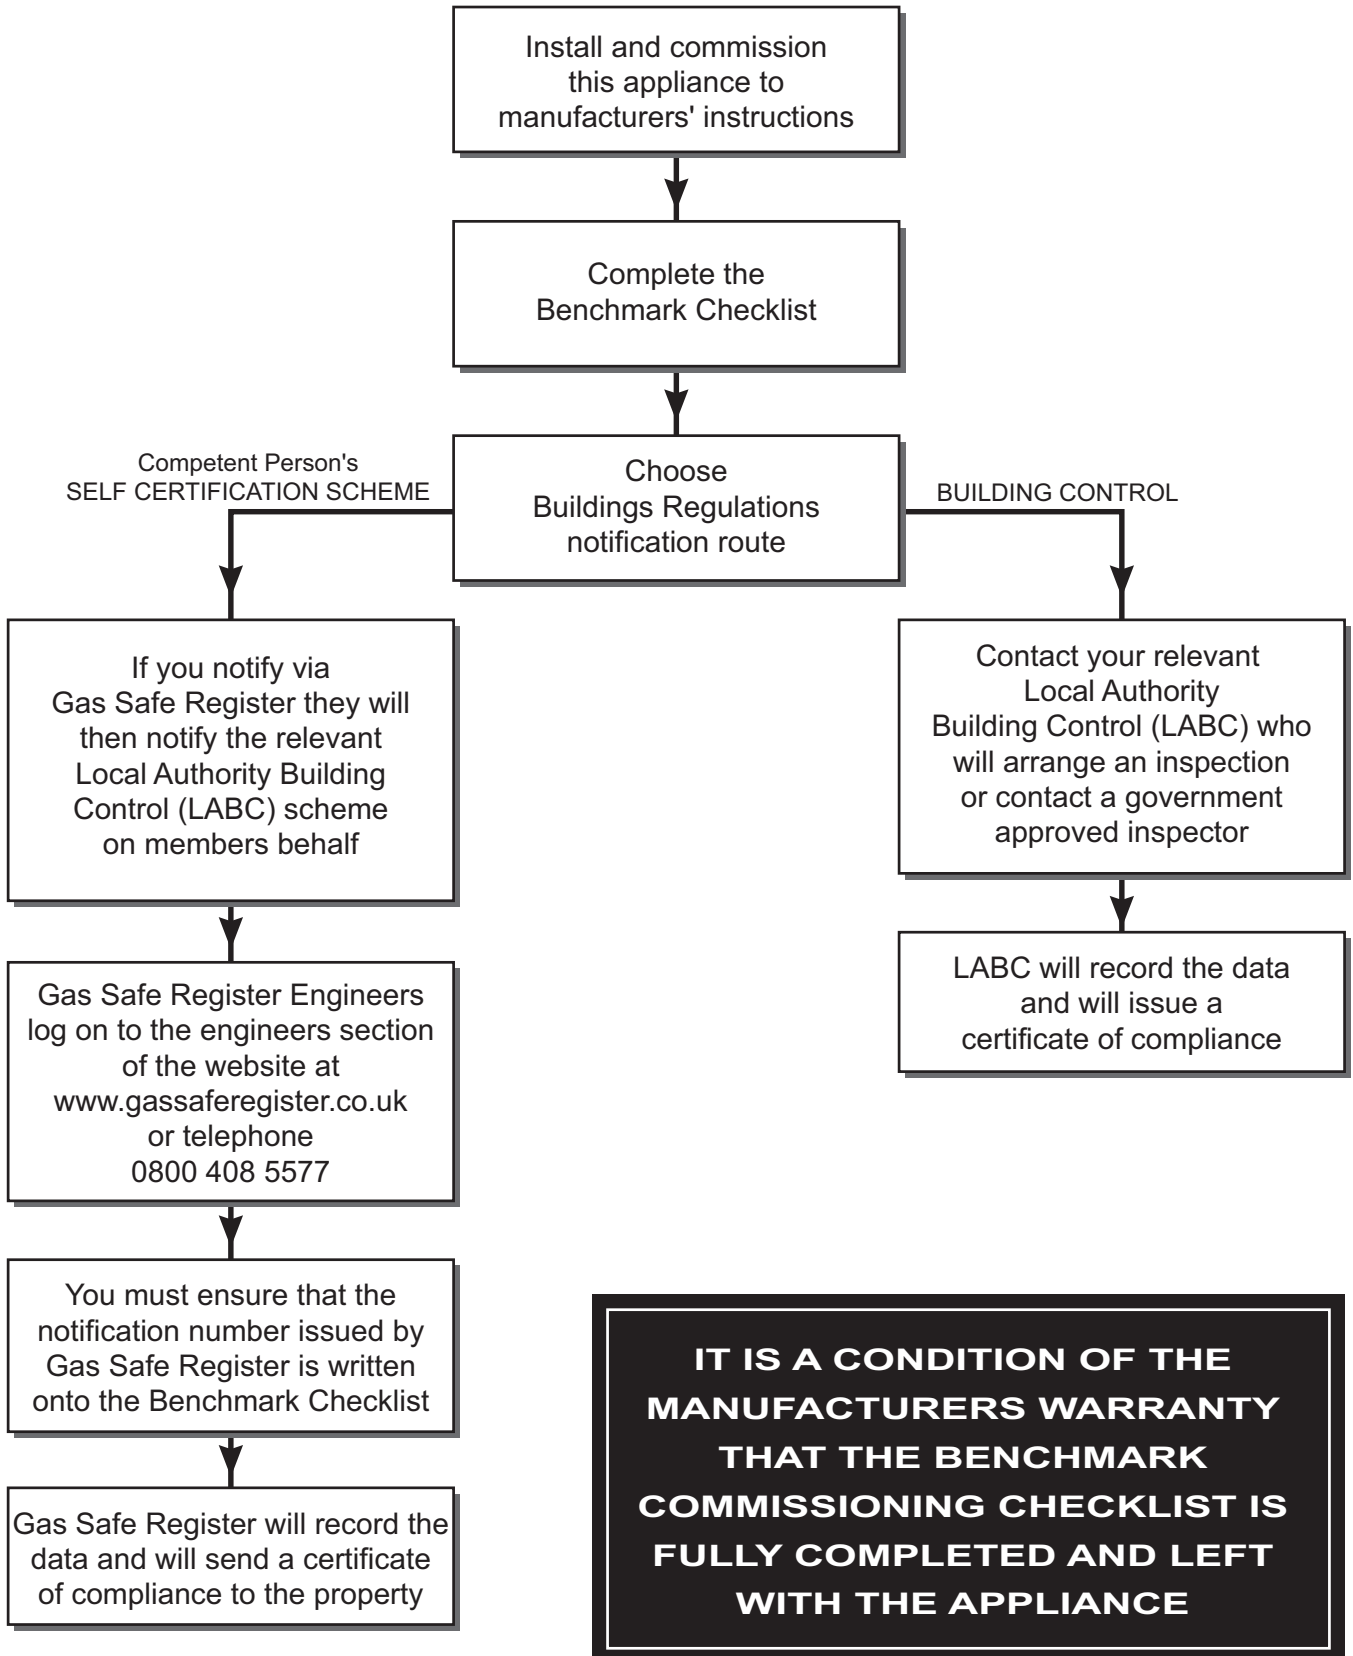 Install and commission
this appliance to
manufacturers' instructions
Complete the
Benchmark Checklist
Choose
Buildings Regulations
notification route
Competent Person's
SELF CERTIFICATION SCHEME
BUILDING CONTROL
If you notify via
Gas Safe Register they will
then notify the relevant
Local Authority Building
Control (LABC) scheme
on members behalf
Gas Safe Register Engineers
log on to the engineers section
of the website at
www.gassaferegister.co.uk
or telephone
0800 408 5577
You must ensure that the
notification number issued by
Gas Safe Register is written
onto the Benchmark Checklist
Gas Safe Register will record the
data and will send a certificate
of compliance to the property
Contact your relevant
Local Authority
Building Control (LABC) who
will arrange an inspection
or contact a government
approved inspector
LABC will record the data
and will issue a
certificate of compliance
IT IS A CONDITION OF THE
MANUFACTURERS WARRANTY
THAT THE BENCHMARK
COMMISSIONING CHECKLIST IS
FULLY COMPLETED AND LEFT
WITH THE APPLIANCE